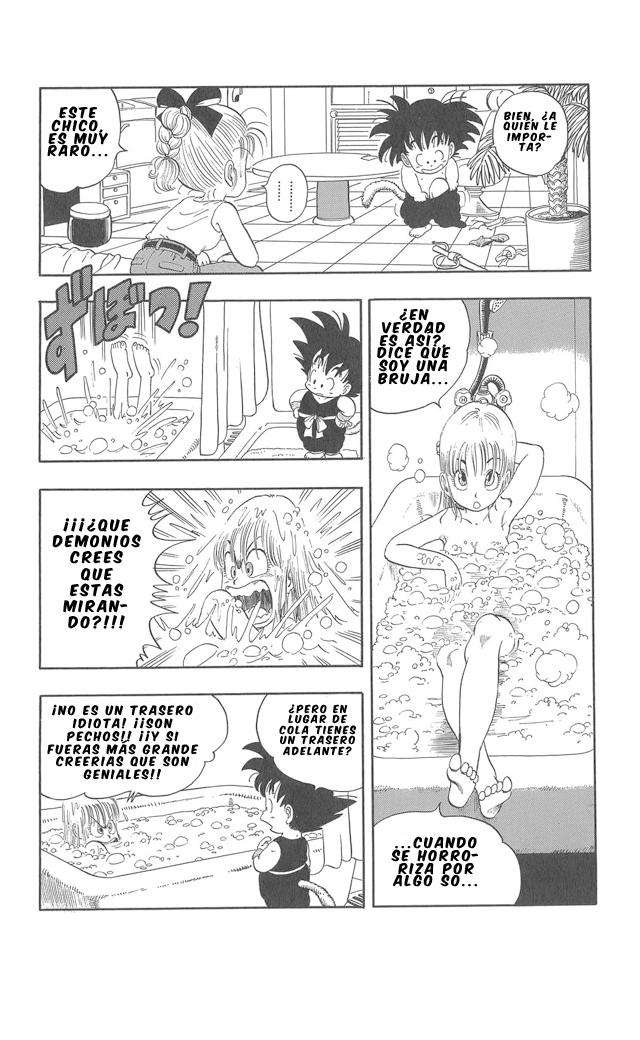 BIEN, ¿A
QUIEN LE
IMPOR-
TA?
........
ESTE
CHICO,
ES MUY
RARO...
¿EN
VERDAD
ES ASI?,
DICE QUE
SOY UNA
BRUJA...
...CUANDO
SE HORRO-
RIZA POR
ALGO SO...
ずぼっ!
¡¡¡¿QUE
DEMONIOS
CREES
QUE
ESTAS
MIRAN-
DO?!!!
¿PERO EN
LUGAR DE
COLA TIENES
UN TRASERO
ADELANTE?
¡NO ES UN TRASERO
IDIOTA! ¡¡SON
PECHOS!! ¡¡Y SI
FUERAS MÁS GRANDE
CREERIAS QUE SON
GENIALES!!